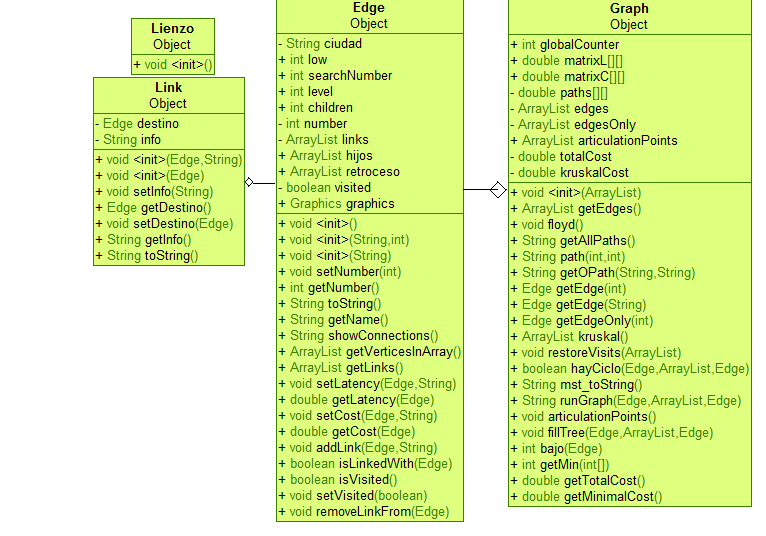 Lienzo
Object
+ void <init>()
Link
Object
- Edge destino
- String info
+ void <init>(Edge,String)
+ void <init>(Edge)
+ void setInfo(String)
+ Edge getDestino()
+ void setDestino(Edge)
+ String getInfo()
+ String toString()
Edge
Object
- String ciudad
+ int low
+ int searchNumber
+ int level
+ int children
- int number
- ArrayList links
+ ArrayList hijos
+ ArrayList retroceso
- boolean visited
+ Graphics graphics
+ void <init>()
+ void <init>(String,int)
+ void <init>(String)
+ void setNumber(int)
+ int getNumber()
+ String toString()
+ String getName()
+ String showConnections()
+ ArrayList getVerticesInArray()
+ ArrayList getLinks()
+ void setLatency(Edge,String)
+ double getLatency(Edge)
+ void setCost(Edge,String)
+ double getCost(Edge)
+ void addLink(Edge,String)
+ boolean isLinkedWith(Edge)
+ boolean isVisited()
+ void setVisited(boolean)
+ void removeLinkFrom(Edge)
Graph
Object
+ int globalCounter
+ double matrixL[][]
+ double matrixC[][]
- double paths[][]
- ArrayList edges
- ArrayList edgesOnly
+ ArrayList articulationPoints
- double totalCost
- double kruskalCost
+ void <init>(ArrayList)
+ ArrayList getEdges()
+ void floyd()
+ String getAllPaths()
+ String path(int,int)
+ String getOPath(String,String)
+ Edge getEdge(int)
+ Edge getEdge(String)
+ Edge getEdgeOnly(int)
+ ArrayList kruskal()
+ void restoreVisits(ArrayList)
+ boolean hayCiclo(Edge,ArrayList,Edge)
+ String mst_toString()
+ String runGraph(Edge,ArrayList,Edge)
+ void articulationPoints()
+ void fillTree(Edge,ArrayList,Edge)
+ int bajo(Edge)
+ int getMin(int[])
+ double getTotalCost()
+ double getMinimalCost()